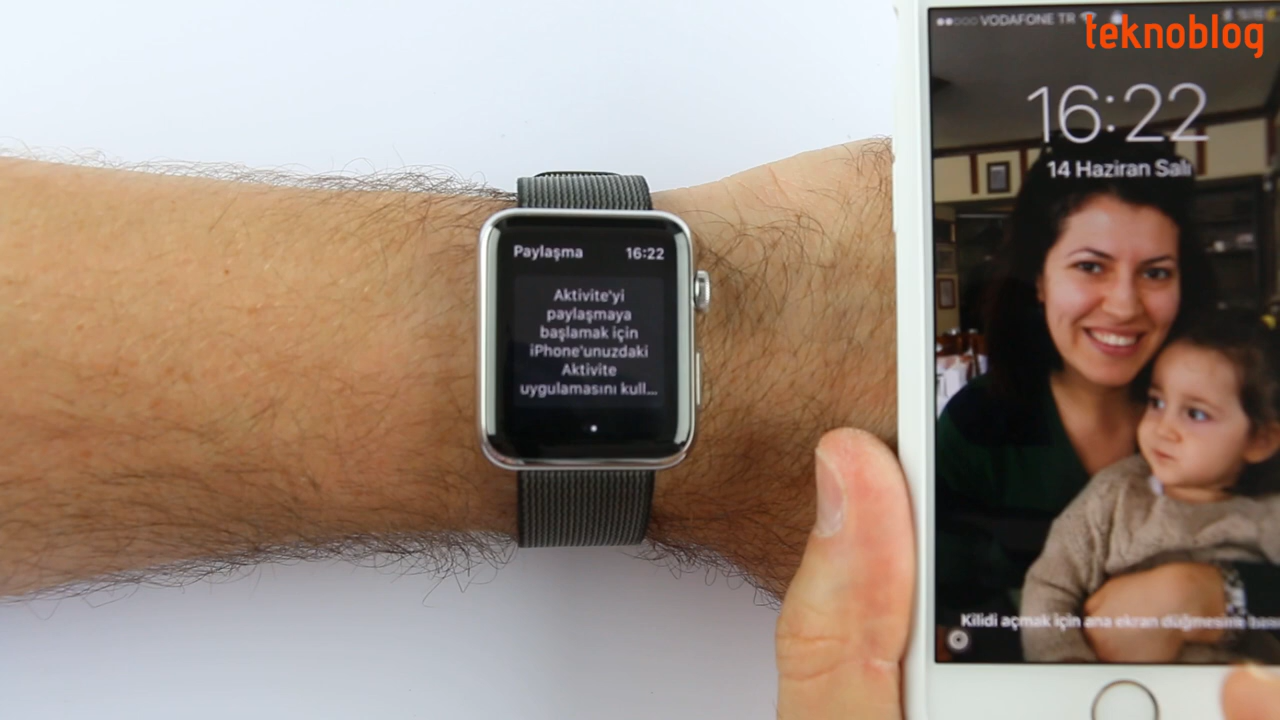 teknoblog
VODAFONE TR
16:22
14 Haziran Salı
Paylaşma 16:22
Aktivite'yi
paylaşmaya
başlamak için
iPhone'unuzdaki
Aktivite
uygulamasını kull...
Kilidi açmak için ana ekran düğmesine